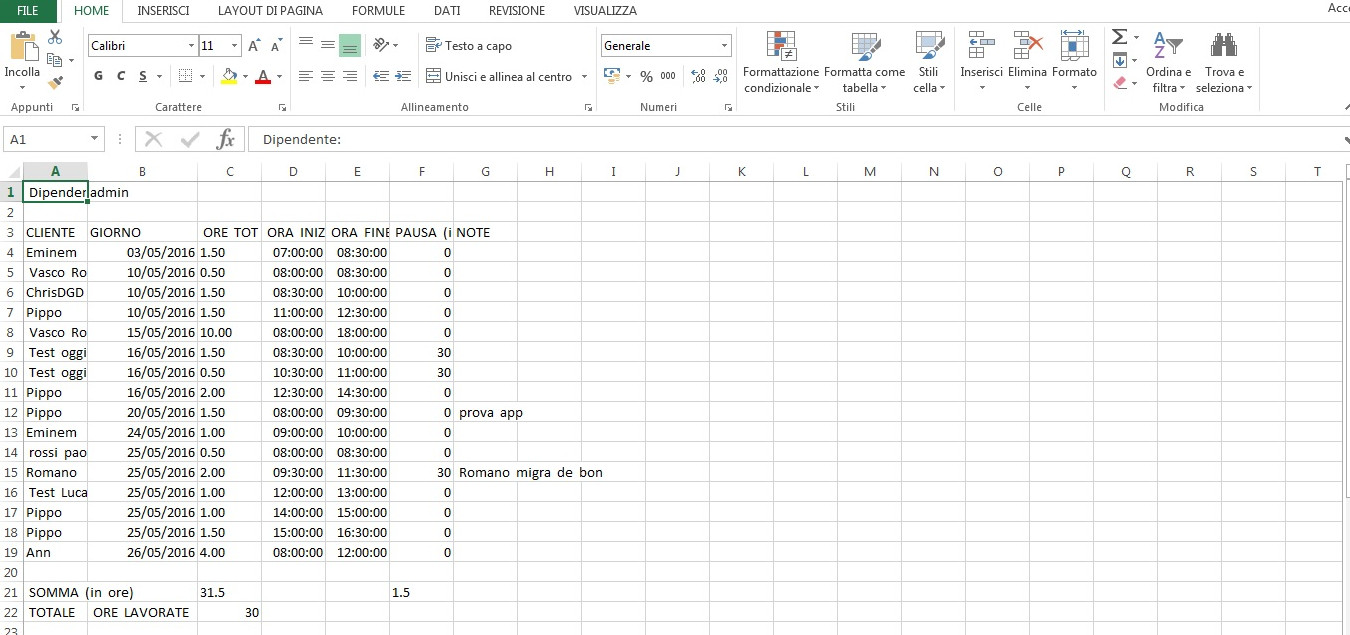 FILE HOME INSERISCI LAYOUT DI PAGINA FORMULE DATI REVISIONE VISUALIZZA Acc
Calibri 11 A A Testo a capo Generale
Incolla G C S A Unisci e allinea al centro % 000 ,00 ,00 Formattazione condizionale Formatta come tabella Stili cella Inserisci Elimina Formato Σ A Z Ordina e filtra Trova e seleziona
Appunti Carattere Allineamento Numeri Stili Celle Modifica
A1 fx Dipendente:
A B C D E F G H I J K L M N O P Q R S T
1 Dipender admin
2
3 CLIENTE GIORNO ORE TOT ORA INIZ ORA FINE PAUSA (i NOTE
4 Eminem 03/05/2016 1.50 07:00:00 08:30:00 0
5 Vasco Ro 10/05/2016 0.50 08:00:00 08:30:00 0
6 ChrisDGD 10/05/2016 1.50 08:30:00 10:00:00 0
7 Pippo 10/05/2016 1.50 11:00:00 12:30:00 0
8 Vasco Ro 15/05/2016 10.00 08:00:00 18:00:00 0
9 Test oggi 16/05/2016 1.50 08:30:00 10:00:00 30
10 Test oggi 16/05/2016 0.50 10:30:00 11:00:00 30
11 Pippo 16/05/2016 2.00 12:30:00 14:30:00 0
12 Pippo 20/05/2016 1.50 08:00:00 09:30:00 0 prova app
13 Eminem 24/05/2016 1.00 09:00:00 10:00:00 0
14 rossi pao 25/05/2016 0.50 08:00:00 08:30:00 0
15 Romano 25/05/2016 2.00 09:30:00 11:30:00 30 Romano migra de bon
16 Test Luca 25/05/2016 1.00 12:00:00 13:00:00 0
17 Pippo 25/05/2016 1.00 14:00:00 15:00:00 0
18 Pippo 25/05/2016 1.50 15:00:00 16:30:00 0
19 Ann 26/05/2016 4.00 08:00:00 12:00:00 0
20
21 SOMMA (in ore) 31.5 1.5
22 TOTALE ORE LAVORATE 30
23